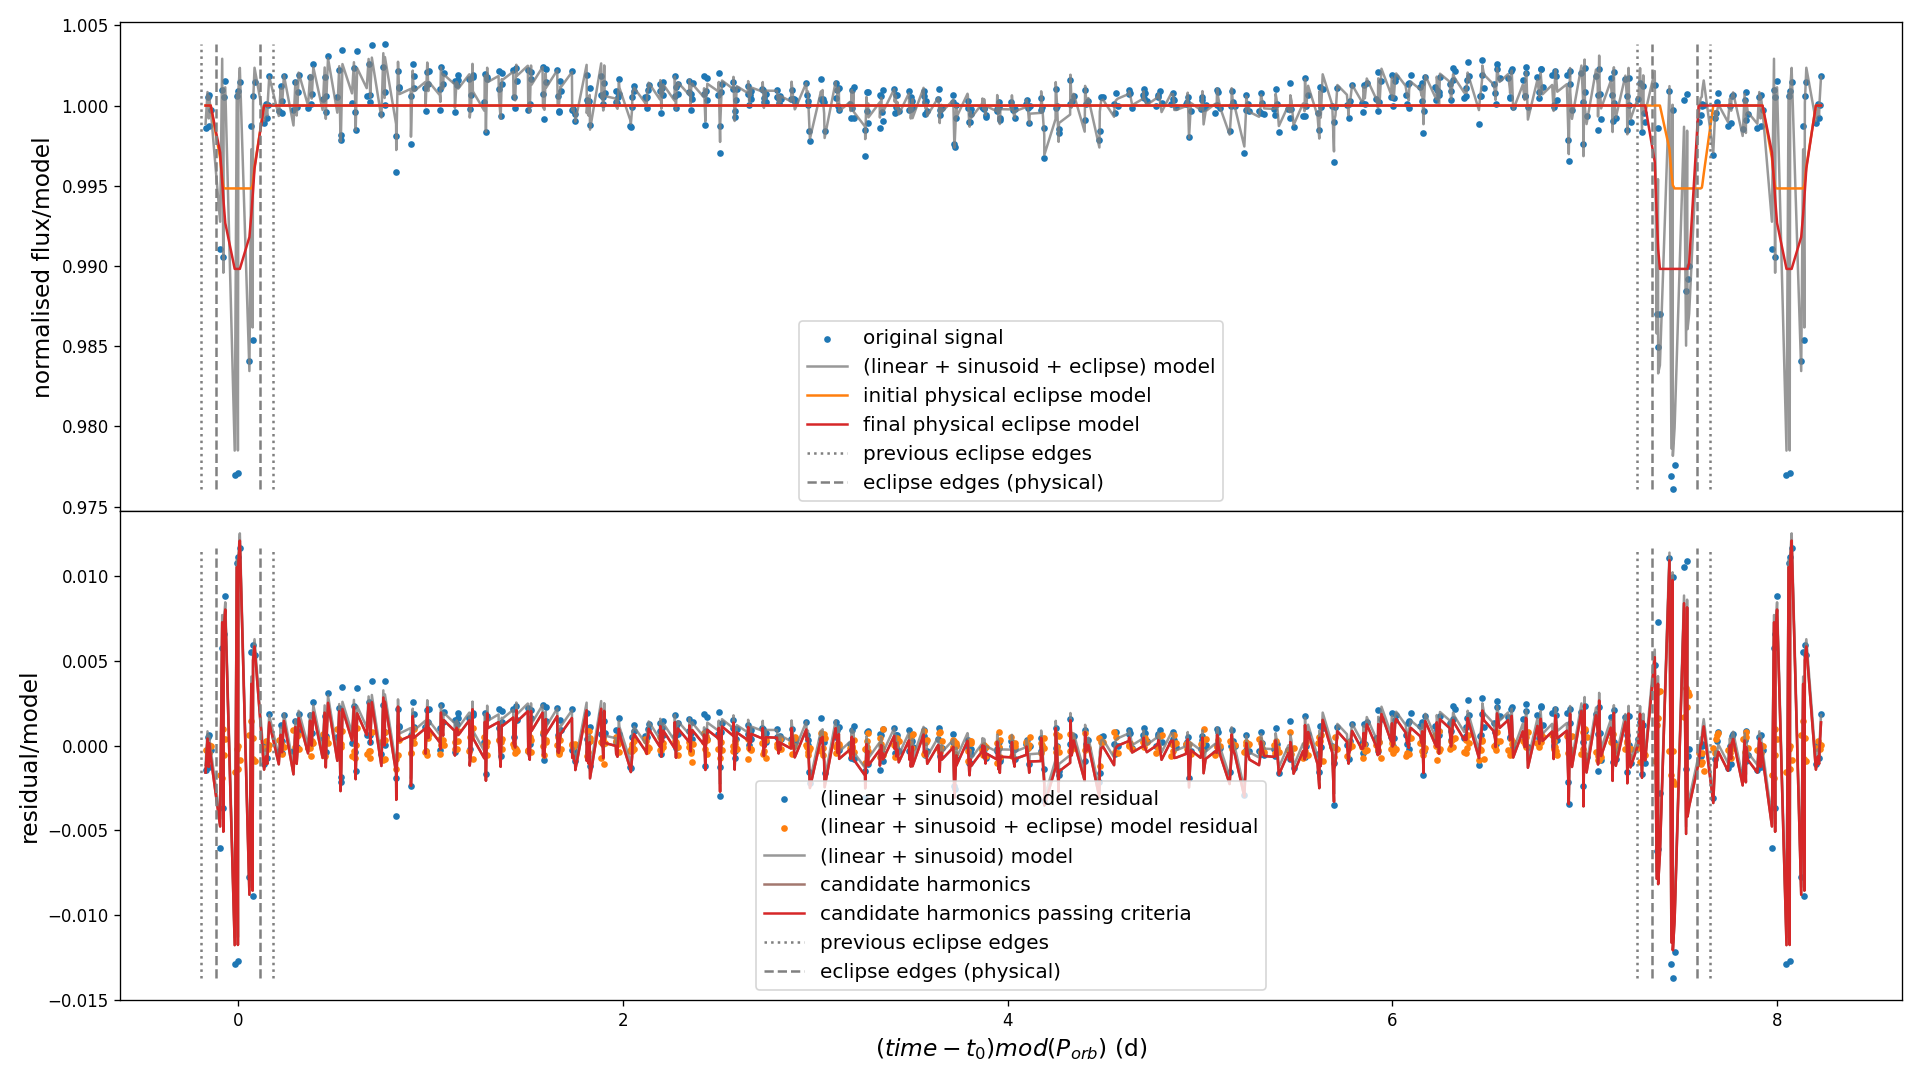 1.005
1.000
0.995
0.990
0.985
0.980
0.975
normalised flux/model
original signal
(linear + sinusoid + eclipse) model
initial physical eclipse model
final physical eclipse model
previous eclipse edges
eclipse edges (physical)
0.010
0.005
0.000
−0.005
−0.010
−0.015
residual/model
(linear + sinusoid) model residual
(linear + sinusoid + eclipse) model residual
(linear + sinusoid) model
candidate harmonics
candidate harmonics passing criteria
previous eclipse edges
eclipse edges (physical)
0 2 4 6 8
(time − t₀)mod(Pₒᵣb) (d)